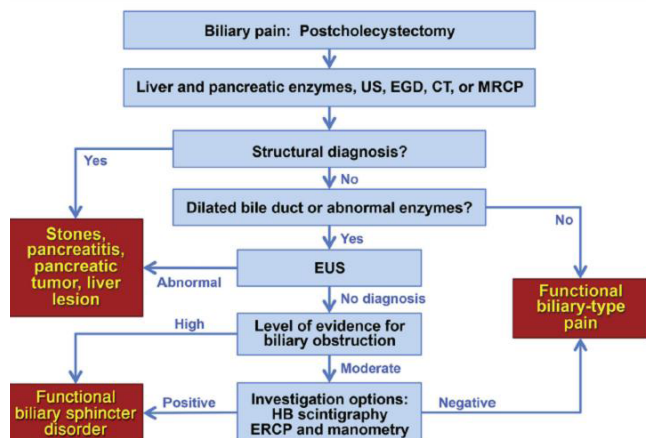 Biliary pain: Postcholecystectomy
Liver and pancreatic enzymes, US, EGD, CT, or MRCP
Structural diagnosis?
Yes
No
Dilated bile duct or abnormal enzymes?
No
Yes
Stones,
pancreatitis,
pancreatic
tumor, liver
lesion
Abnormal
EUS
No diagnosis
Functional
biliary-type
pain
High
Level of evidence for
biliary obstruction
Moderate
Functional
biliary sphincter
disorder
Positive
Investigation options:
HB scintigraphy
ERCP and manometry
Negative